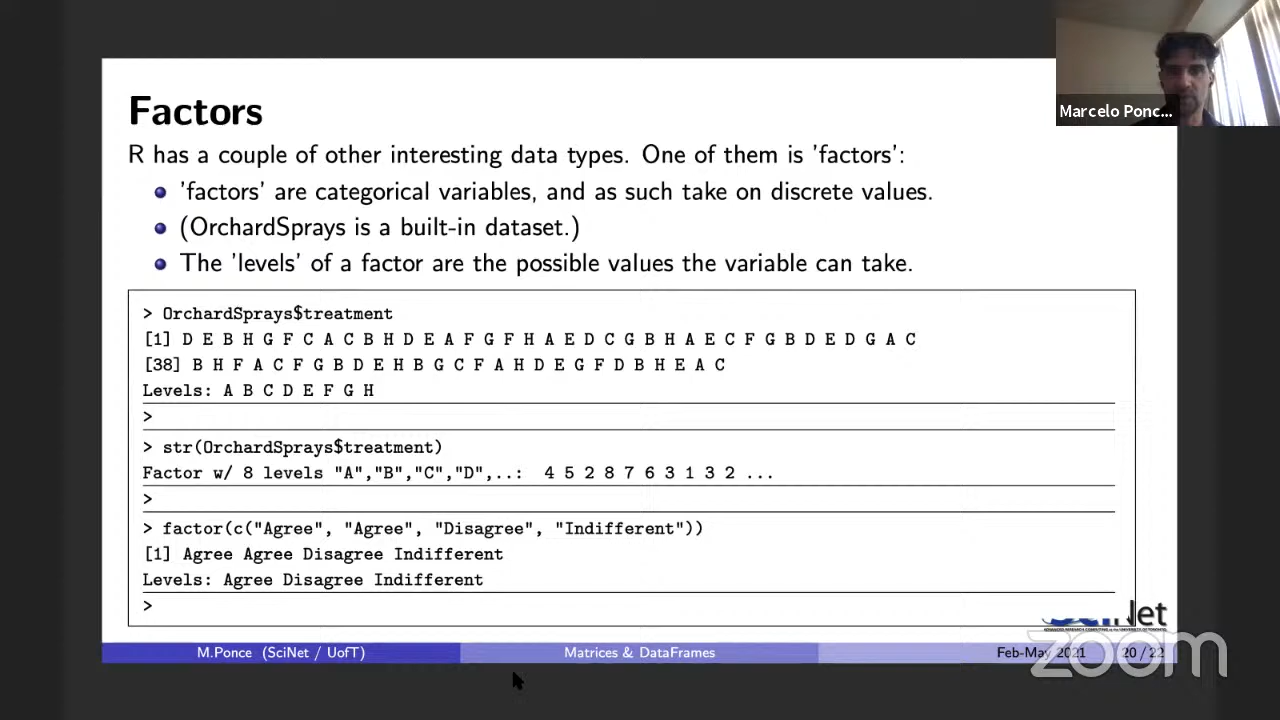 Factors
Marcelo Ponc...
R has a couple of other interesting data types. One of them is 'factors':
'factors' are categorical variables, and as such take on discrete values.
(OrchardSprays is a built-in dataset.)
The 'levels' of a factor are the possible values the variable can take.
> OrchardSprays$treatment
[1] D E B H G F C A C B H D E A F G F H A E D C G B H A E C F G B D E D G A C
[38] B H F A C F G B D E H B G C F A H D E G F D B H E A C
Levels: A B C D E F G H
>
> str(OrchardSprays$treatment)
Factor w/ 8 levels "A","B","C","D",..: 4 5 2 8 7 6 3 1 3 2 ...
>
> factor(c("Agree", "Agree", "Disagree", "Indifferent"))
[1] Agree Agree Disagree Indifferent
Levels: Agree Disagree Indifferent
>
SciNet
M.Ponce (SciNet / UofT) Matrices & DataFrames Feb-May 2021 20 / 22
zoom